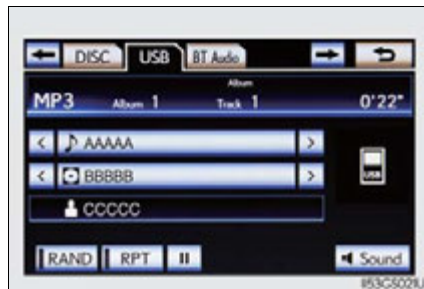 DISC USB BT Audio
Album
MP3 Album 1 Track 1 0'22"
< AAAAA >
< BBBBB > USB
CCCCC
RAND RPT II Sound